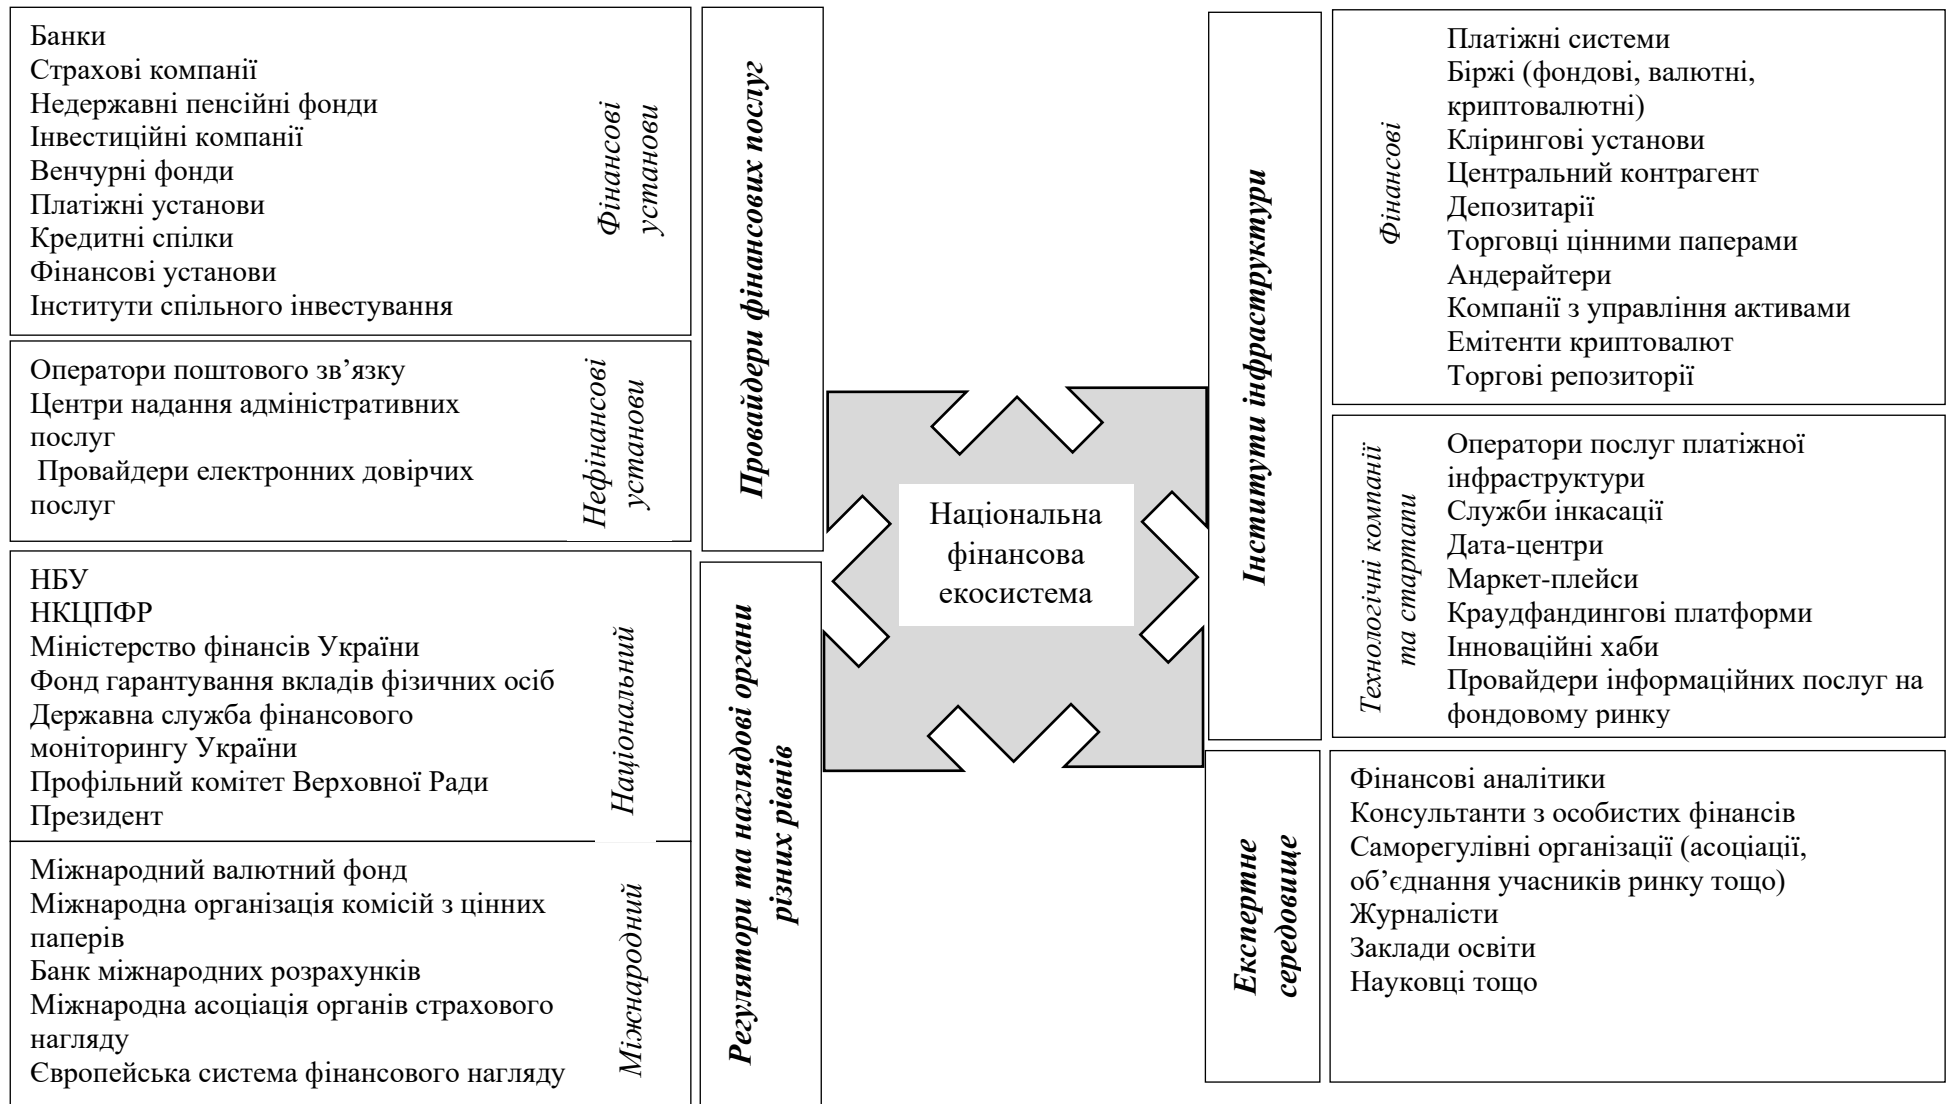 Банки
Страхові компанії
Недержавні пенсійні фонди
Інвестиційні компанії
Венчурні фонди
Платіжні установи
Кредитні спілки
Фінансові установи
Інститути спільного інвестування
Фінансові
установи
Оператори поштового зв’язку
Центри надання адміністративних
послуг
Провайдери електронних довірчих
послуг
Нефінансові
установи
Провайдери фінансових послуг
НБУ
НКЦПФР
Міністерство фінансів України
Фонд гарантування вкладів фізичних осіб
Державна служба фінансового
моніторингу України
Профільний комітет Верховної Ради
Президент
Національний
Міжнародний валютний фонд
Міжнародна організація комісій з цінних
паперів
Банк міжнародних розрахунків
Міжнародна асоціація органів страхового
нагляду
Європейська система фінансового нагляду
Міжнародний
Регулятори та наглядові органи
різних рівнів
Національна
фінансова
екосистема
Інститути інфраструктури
Фінансові
Платіжні системи
Біржі (фондові, валютні,
криптовалютні)
Клірингові установи
Центральний контрагент
Депозитарії
Торговці цінними паперами
Андерайтери
Компанії з управління активами
Емітенти криптовалют
Торгові репозиторії
Технологічні компанії
та стартапи
Оператори послуг платіжної
інфраструктури
Служби інкасації
Дата-центри
Маркет-плейси
Краудфандингові платформи
Інноваційні хаби
Провайдери інформаційних послуг на
фондовому ринку
Експертне
середовище
Фінансові аналітики
Консультанти з особистих фінансів
Саморегулівні організації (асоціації,
об’єднання учасників ринку тощо)
Журналісти
Заклади освіти
Науковці тощо